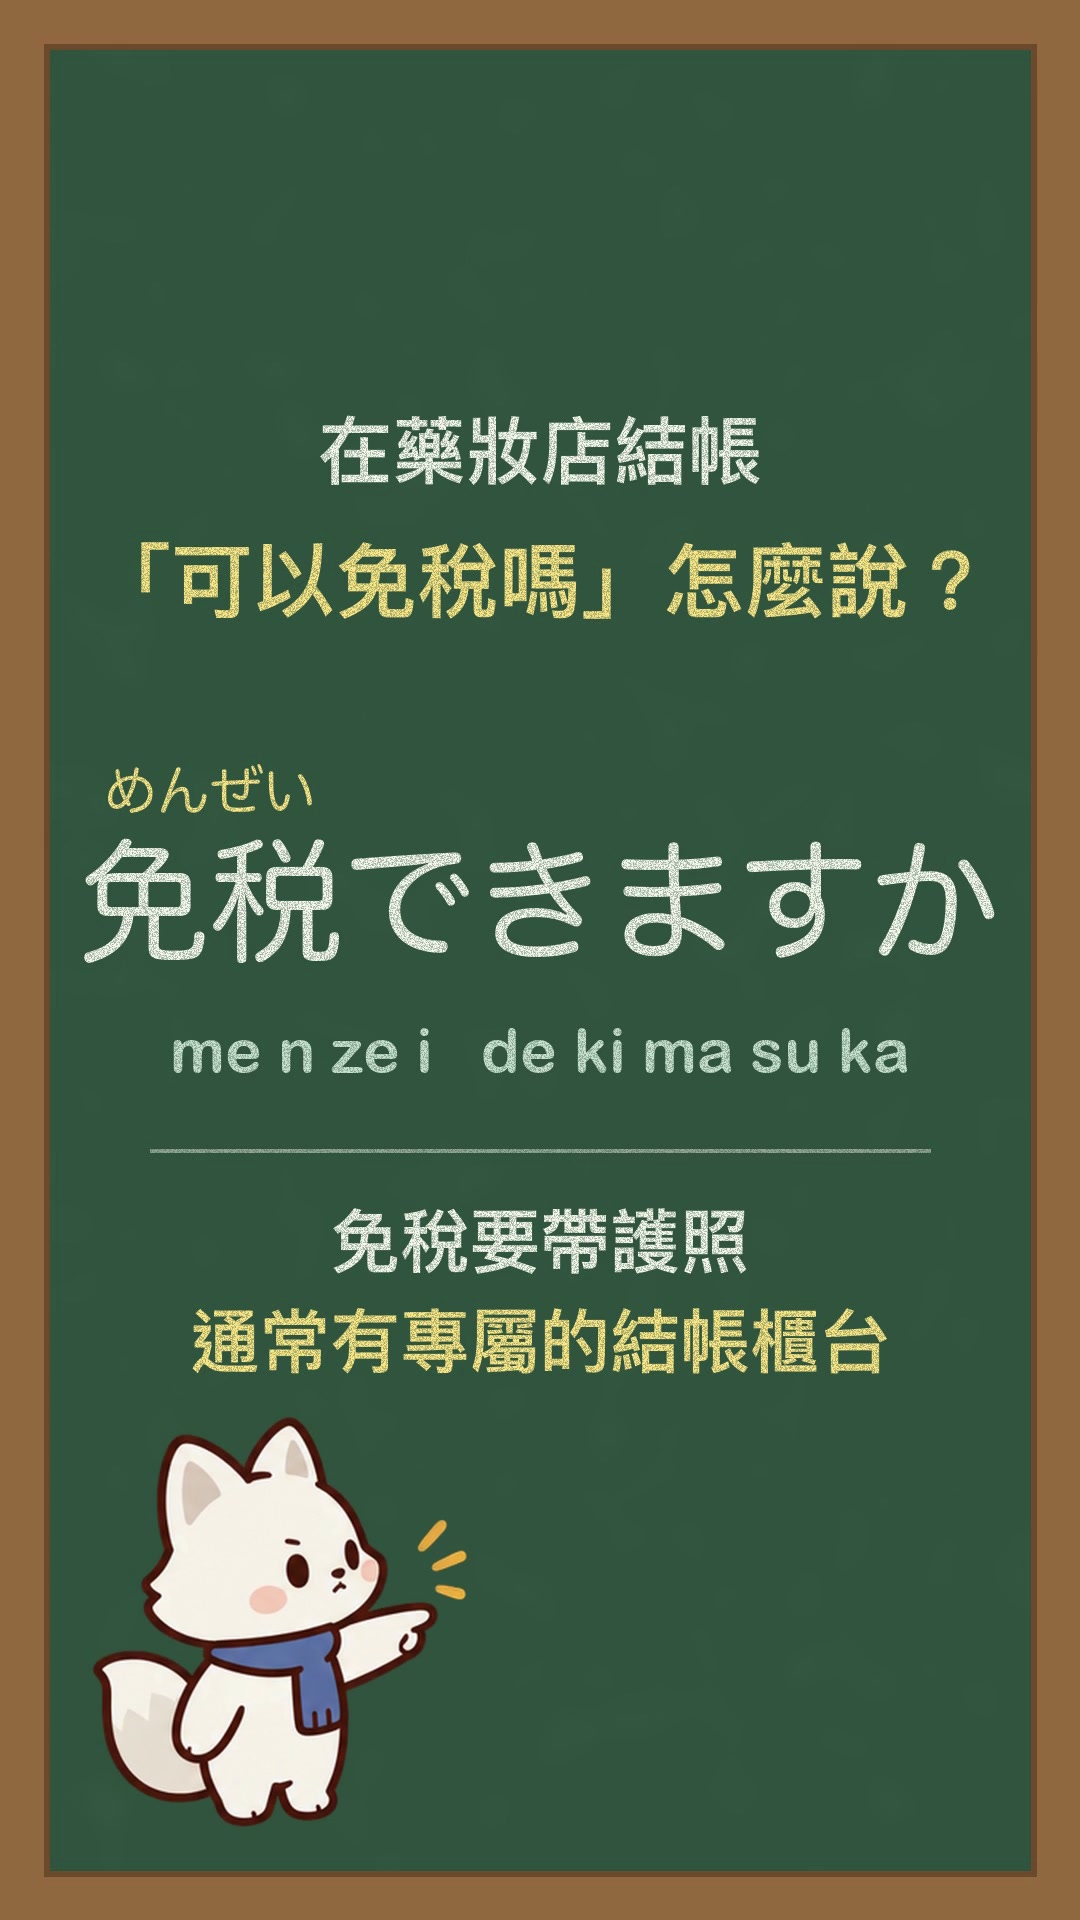 在藥妝店結帳
「可以免稅嗎」怎麼說？
めんぜい
免税できますか
me n ze i de ki ma su ka
免稅要帶護照
通常有專屬的結帳櫃台